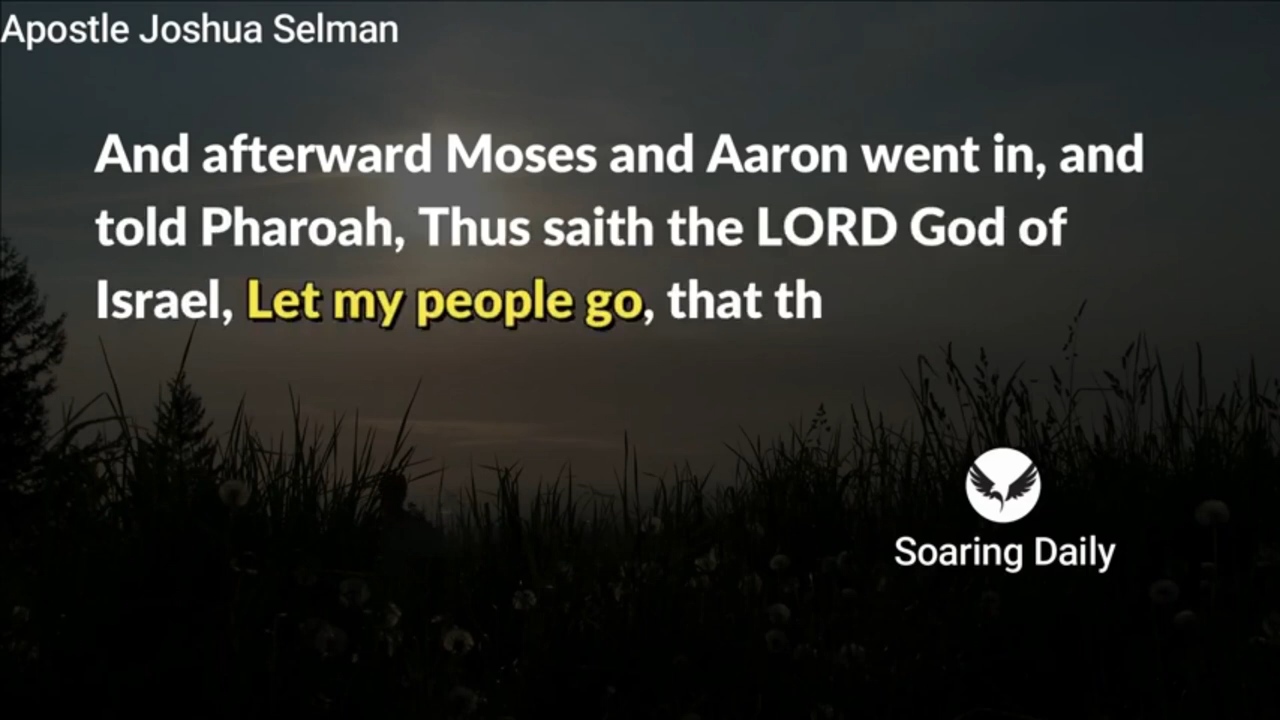 Apostle Joshua Selman
And afterward Moses and Aaron went in, and
told Pharoah, Thus saith the LORD God of
Israel, Let my people go, that th
Soaring Daily